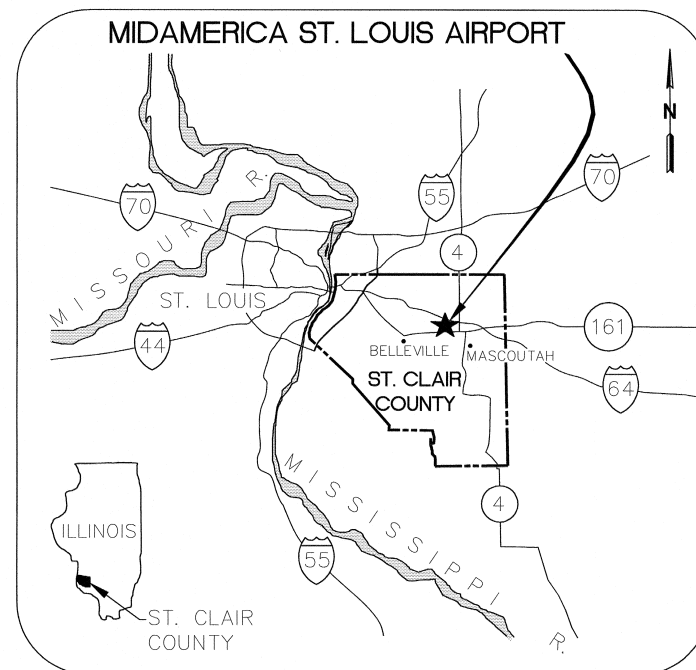 MIDAMERICA ST. LOUIS AIRPORT
N
70
55
70
4
MISSOURI R.
ST. LOUIS
161
44
BELLEVILLE
MASCOUTAH
64
ST. CLAIR
COUNTY
MISSISSIPPI R.
4
55
ILLINOIS
ST. CLAIR
COUNTY